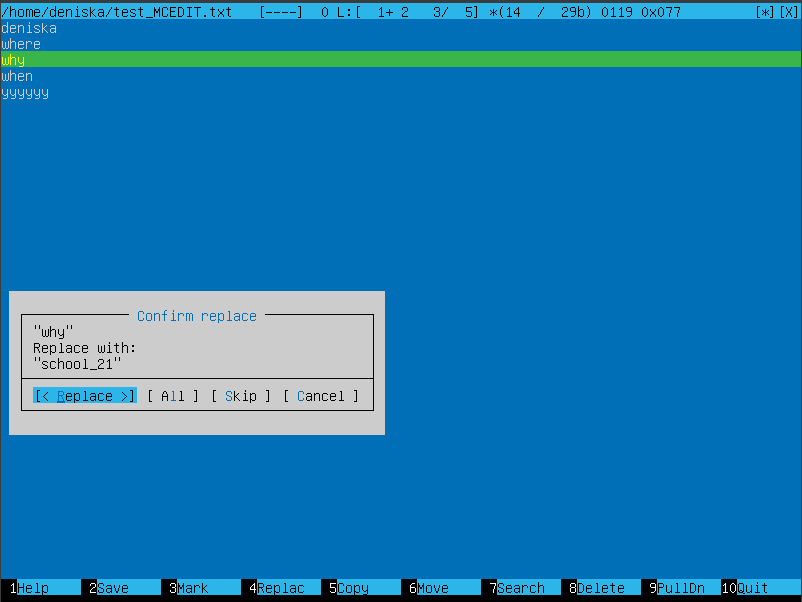 /home/deniska/test_MCEDIT.txt   [----]  0 L:[  1+ 2   3/  5] *(14  /  29b) 0119 0x077   [*][X]
deniska
where
why
when
yyyyyy
Confirm replace
"why"
Replace with:
"school_21"
[< Replace >] [ All ] [ Skip ] [ Cancel ]
1Help  2Save  3Mark  4Replac  5Copy  6Move  7Search  8Delete  9PullDn  10Quit